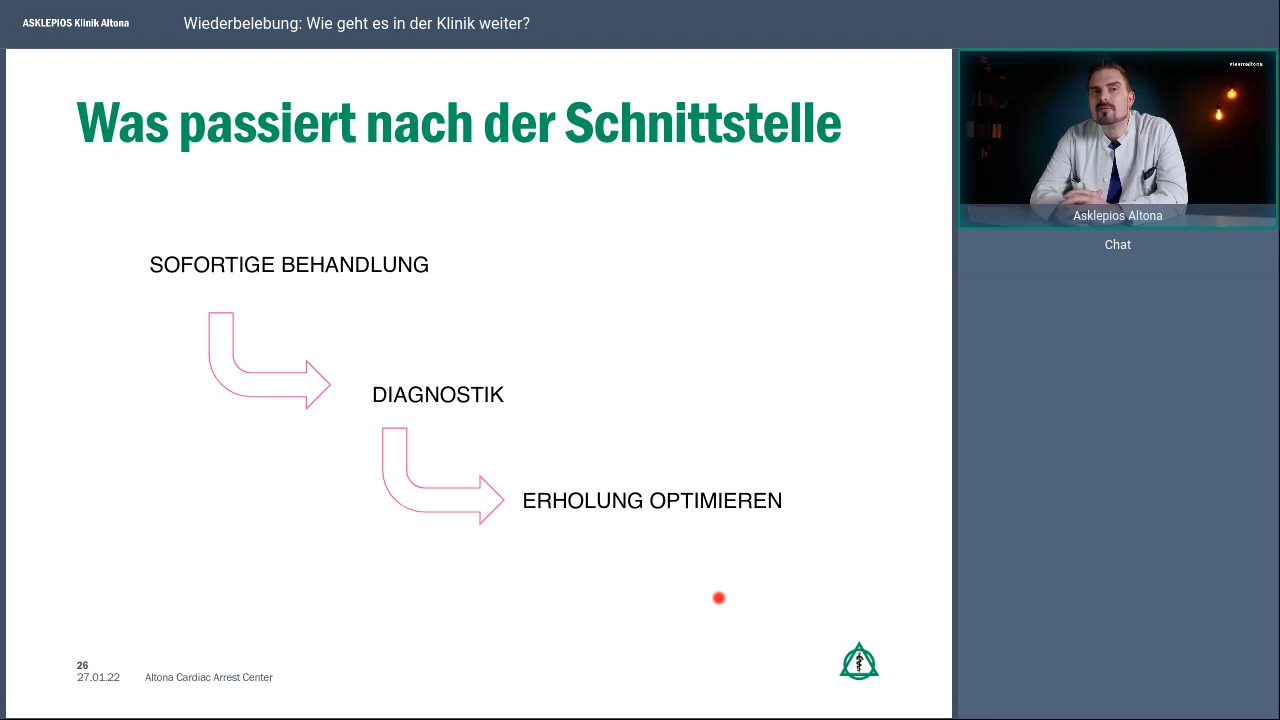 ASKLEPIOS Klinik Altona
Wiederbelebung: Wie geht es in der Klinik weiter?
Was passiert nach der Schnittstelle
SOFORTIGE BEHANDLUNG
DIAGNOSTIK
ERHOLUNG OPTIMIEREN
26
27.01.22 Altona Cardiac Arrest Center
#teamaltona
Asklepios Altona
Chat